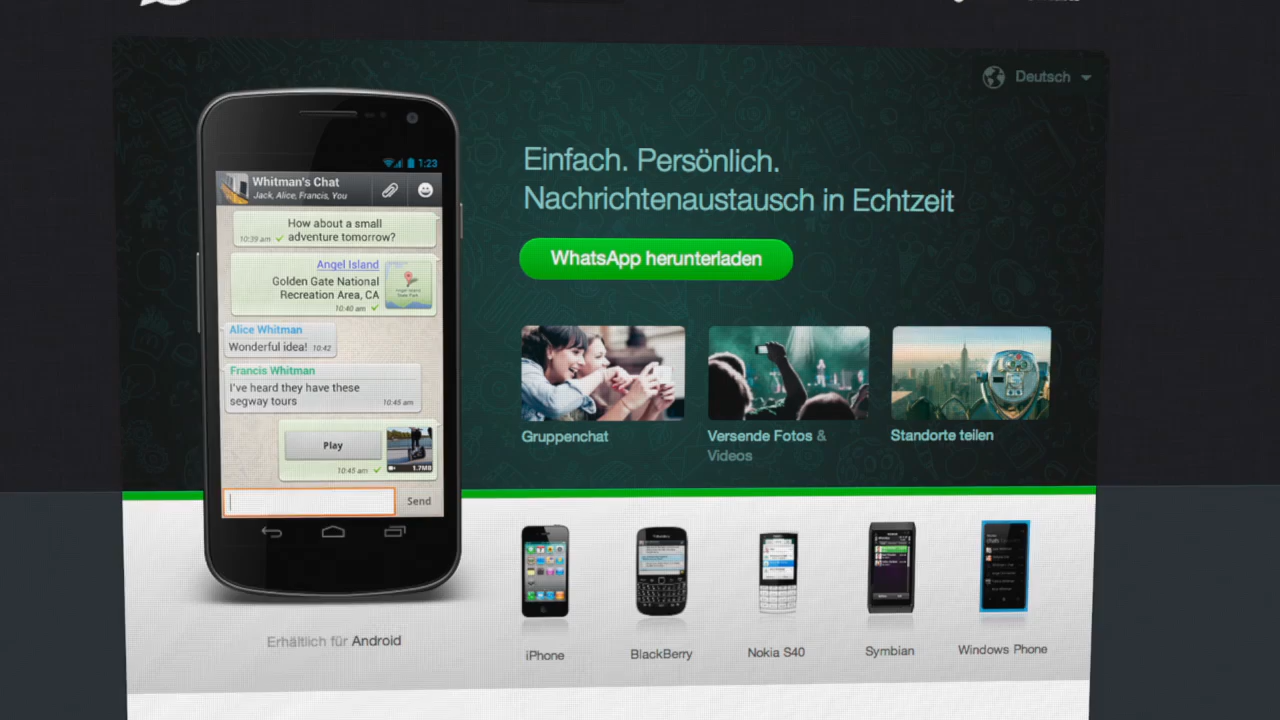 Deutsch
1:23
Whitman's Chat
Jack, Alice, Francis, You
How about a small
adventure tomorrow?
10:39 am
Angel Island
Golden Gate National
Recreation Area, CA
10:40 am
Alice Whitman
Wonderful idea! 10:42
Francis Whitman
I've heard they have these
segway tours
10:45 am
Play
1.7MB
10:45 am
Send
Einfach. Persönlich.
Nachrichtenaustausch in Echtzeit
WhatsApp herunterladen
Gruppenchat
Versende Fotos &
Videos
Standorte teilen
Erhältlich für Android
iPhone
BlackBerry
Nokia S40
Symbian
Windows Phone